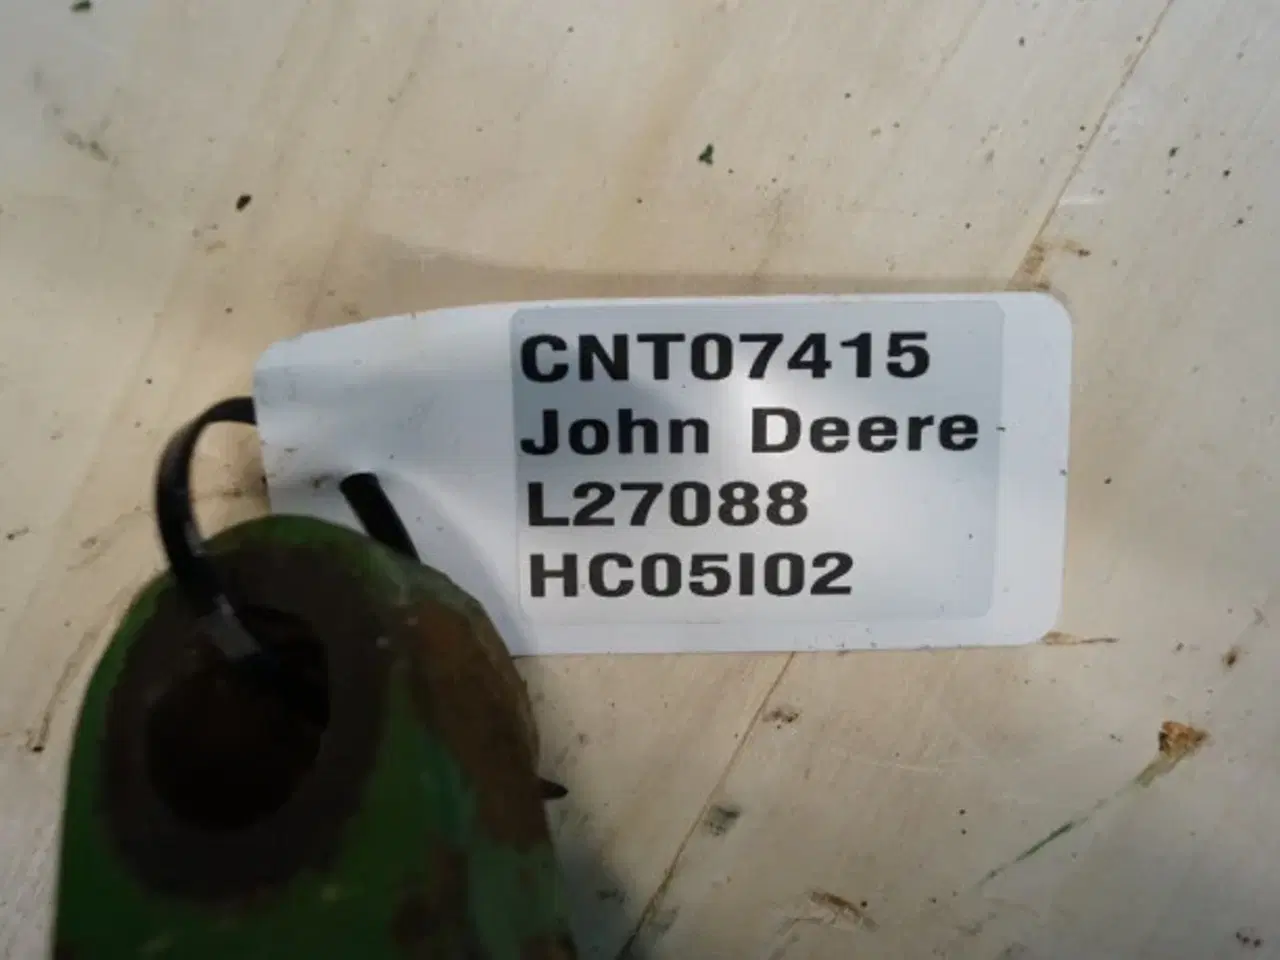 CNT07415
John Deere
L27088
HC05I02